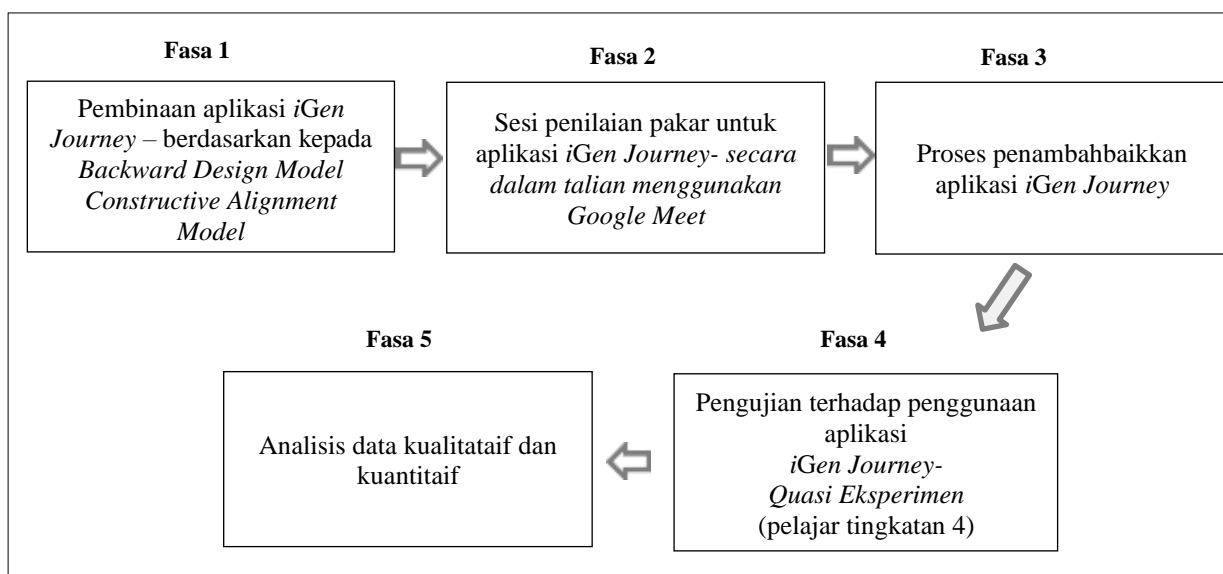 Fasa 1
Pembinaan aplikasi iGen
Journey – berdasarkan kepada
Backward Design Model
Constructive Alignment
Model
Fasa 2
Sesi penilaian pakar untuk
aplikasi iGen Journey- secara
dalam talian menggunakan
Google Meet
Fasa 3
Proses penambahbaikkan
aplikasi iGen Journey
Fasa 4
Pengujian terhadap penggunaan
aplikasi
iGen Journey-
Quasi Eksperimen
(pelajar tingkatan 4)
Fasa 5
Analisis data kualitataif dan
kuantitaif